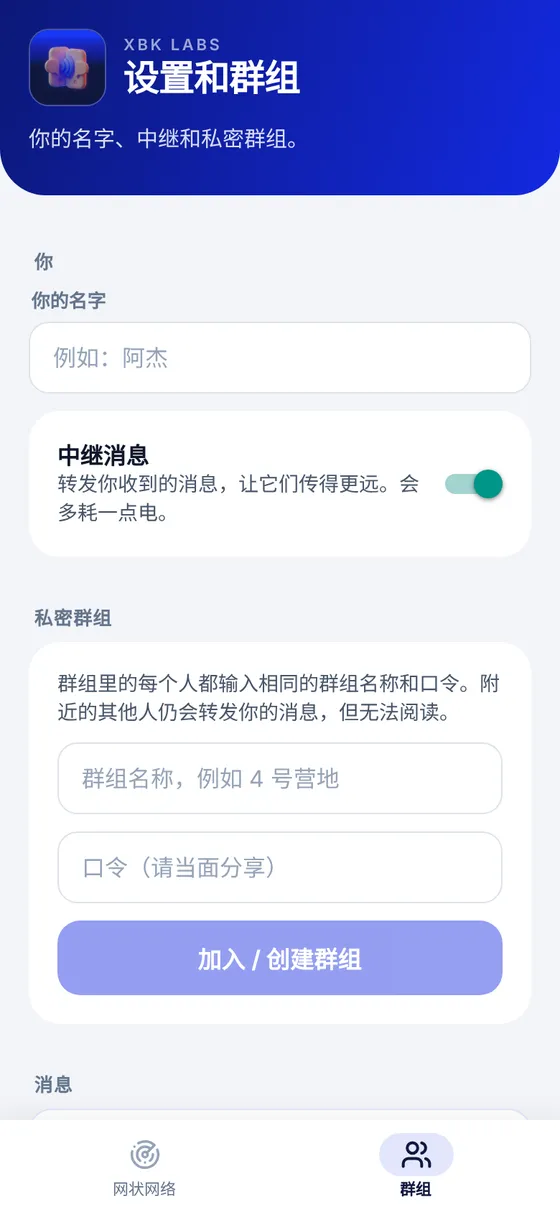 XBK LABS
设置和群组
你的名字、中继和私密群组。
你
你的名字
例如：阿杰
中继消息
转发你收到的消息，让它们传得更远。会
多耗一点电。
私密群组
群组里的每个人都输入相同的群组名称和口令。附
近的其他人仍会转发你的消息，但无法阅读。
群组名称，例如 4 号营地
口令（请当面分享）
加入 / 创建群组
消息
网状网络
群组